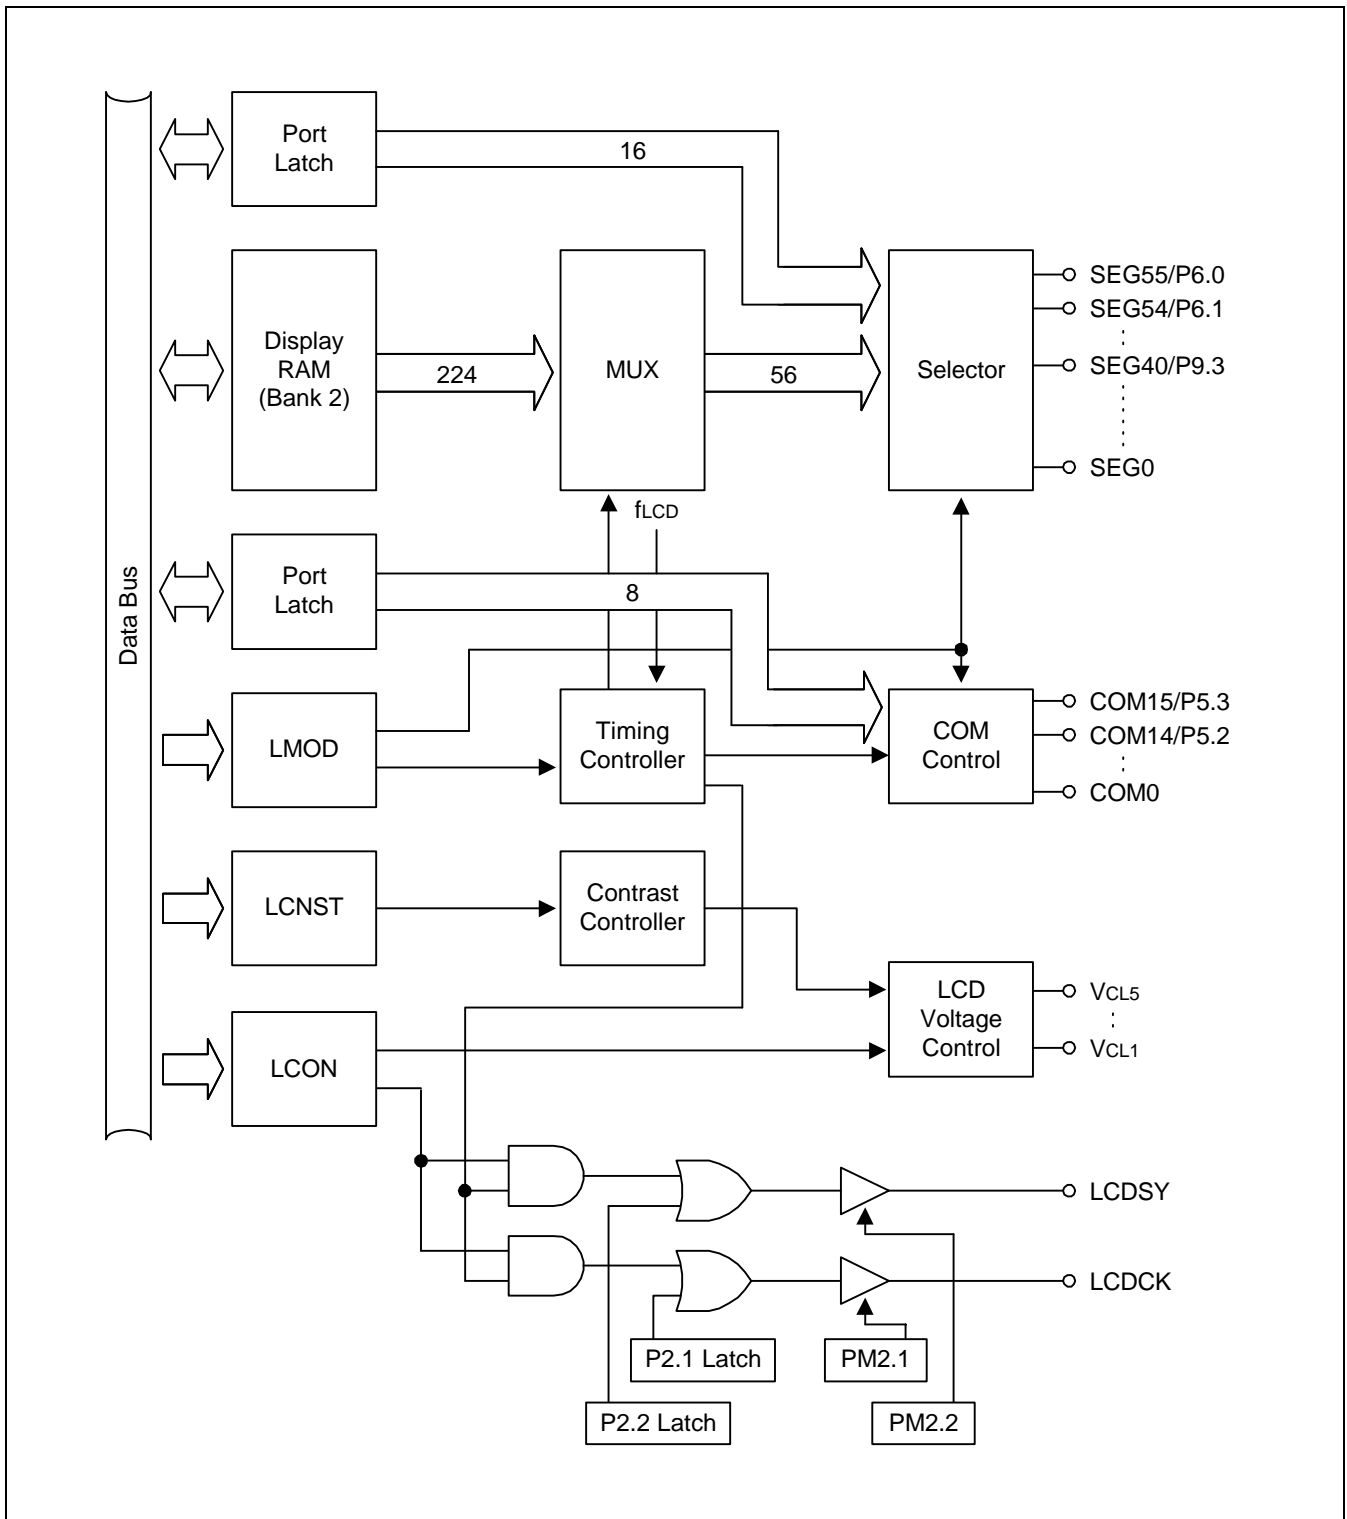 Data Bus
Port
Latch
16
Display
RAM
(Bank 2)
224
MUX
56
Selector
SEG55/P6.0
SEG54/P6.1
SEG40/P9.3
SEG0
fLCD
Port
Latch
8
LMOD
Timing
Controller
COM
Control
COM15/P5.3
COM14/P5.2
COM0
LCNST
Contrast
Controller
LCON
LCD
Voltage
Control
VCL5
VCL1
LCDSY
LCDCK
P2.1 Latch
PM2.1
P2.2 Latch
PM2.2